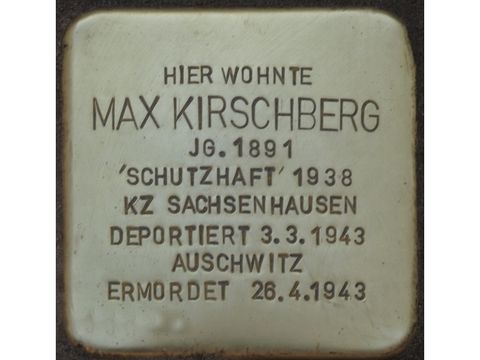 HIER WOHNTE
MAX KIRSCHBERG
JG. 1891
'SCHUTZHAFT' 1938
KZ SACHSENHAUSEN
DEPORTIERT 3.3.1943
AUSCHWITZ
ERMORDET 26.4.1943